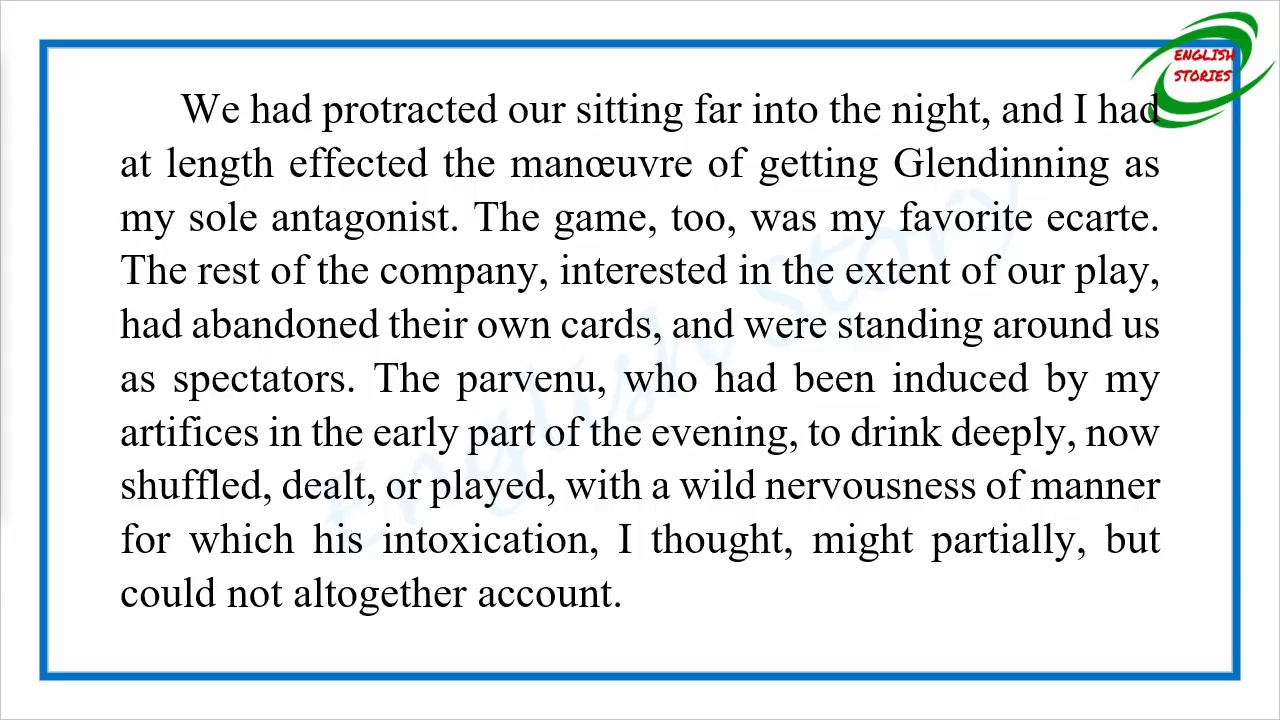 ENGLISH
STORIES
We had protracted our sitting far into the night, and I had
at length effected the manœuvre of getting Glendinning as
my sole antagonist. The game, too, was my favorite ecarte.
The rest of the company, interested in the extent of our play,
had abandoned their own cards, and were standing around us
as spectators. The parvenu, who had been induced by my
artifices in the early part of the evening, to drink deeply, now
shuffled, dealt, or played, with a wild nervousness of manner
for which his intoxication, I thought, might partially, but
could not altogether account.
English Story